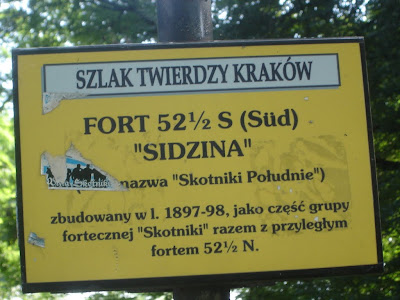 SZLAK TWIERDZY KRAKÓW
FORT 52½ S (Süd)
"SIDZINA"
nazwa "Skotniki Południe")
zbudowany w l. 1897-98, jako część grupy
fortecznej "Skotniki" razem z przyległym
fortem 52½ N.